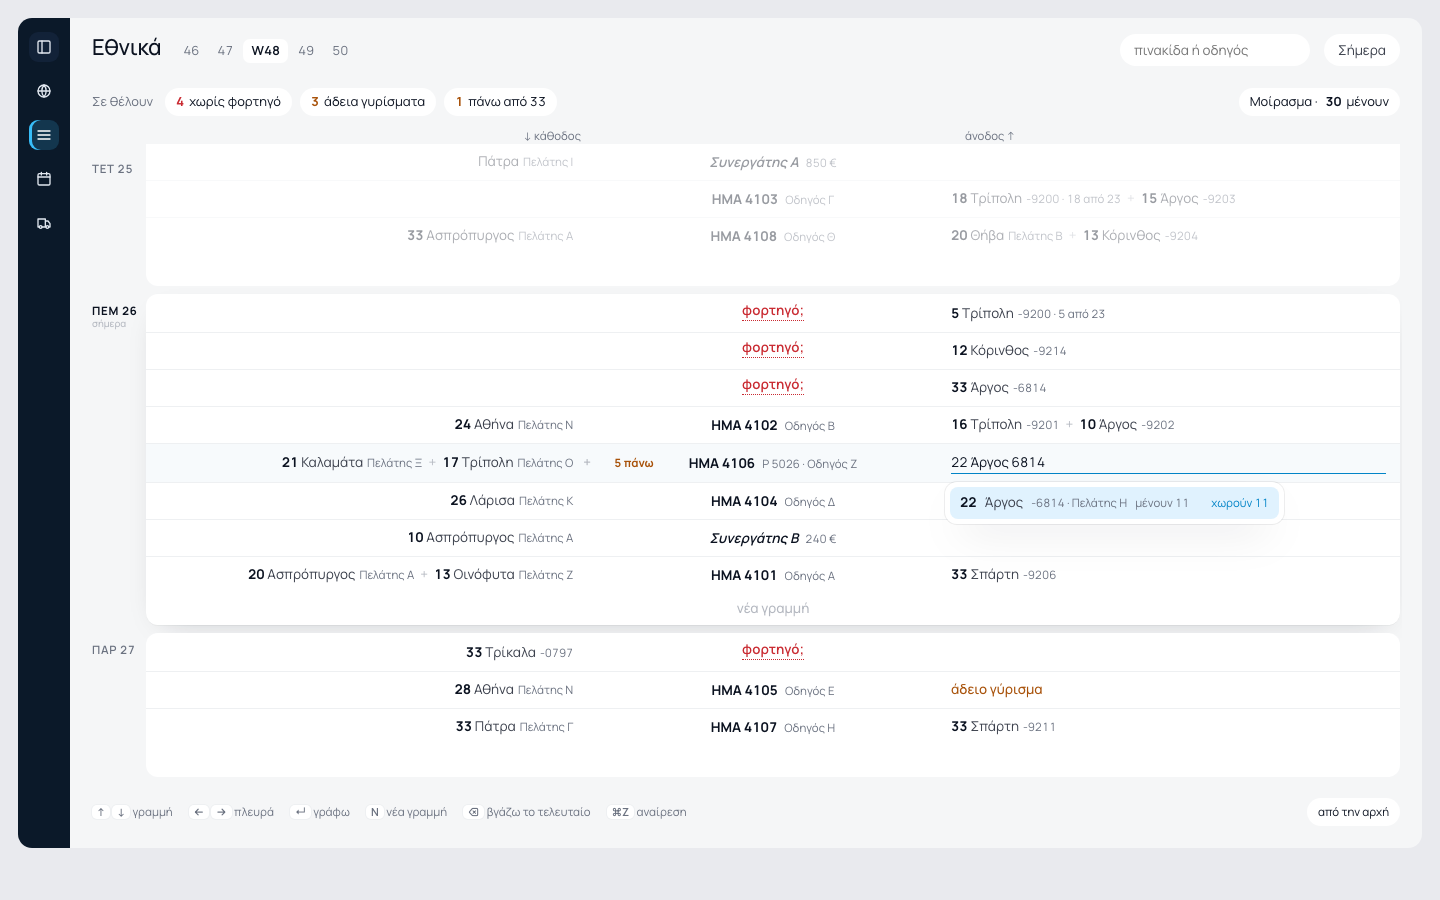 Εθνικά 46 47 W48 49 50 πινακίδα ή οδηγός Σήμερα
Σε θέλουν 4 χωρίς φορτηγό 3 άδεια γυρίσματα 1 πάνω από 33 Μοίρασμα · 30 μένουν
↓ κάθοδος άνοδος ↑
ΤΕΤ 25 Πάτρα Πελάτης Ι Συνεργάτης Α 850 €
ΗΜΑ 4103 Οδηγός Γ 18 Τρίπολη -9200 · 18 από 23 + 15 Άργος -9203
33 Ασπρόπυργος Πελάτης Α ΗΜΑ 4108 Οδηγός Θ 20 Θήβα Πελάτης Β + 13 Κόρινθος -9204
ΠΕΜ 26 φορτηγό; 5 Τρίπολη -9200 · 5 από 23
σήμερα
φορτηγό; 12 Κόρινθος -9214
φορτηγό; 33 Άργος -6814
24 Αθήνα Πελάτης Ν ΗΜΑ 4102 Οδηγός Β 16 Τρίπολη -9201 + 10 Άργος -9202
21 Καλαμάτα Πελάτης Ξ + 17 Τρίπολη Πελάτης Ο + 5 πάνω ΗΜΑ 4106 Ρ 5026 · Οδηγός Ζ 22 Άργος 6814
26 Λάρισα Πελάτης Κ ΗΜΑ 4104 Οδηγός Δ 22 Άργος -6814 · Πελάτης Η μένουν 11 χωρούν 11
10 Ασπρόπυργος Πελάτης Α Συνεργάτης Β 240 €
20 Ασπρόπυργος Πελάτης Α + 13 Οινόφυτα Πελάτης Ζ ΗΜΑ 4101 Οδηγός Α 33 Σπάρτη -9206
νέα γραμμή
ΠΑΡ 27 33 Τρίκαλα -0797 φορτηγό;
28 Αθήνα Πελάτης Ν ΗΜΑ 4105 Οδηγός Ε άδειο γύρισμα
33 Πάτρα Πελάτης Γ ΗΜΑ 4107 Οδηγός Η 33 Σπάρτη -9211
↑ ↓ γραμμή ← → πλευρά ↵ γράφω N νέα γραμμή ⌫ βγάζω το τελευταίο ⌘Z αναίρεση από την αρχή